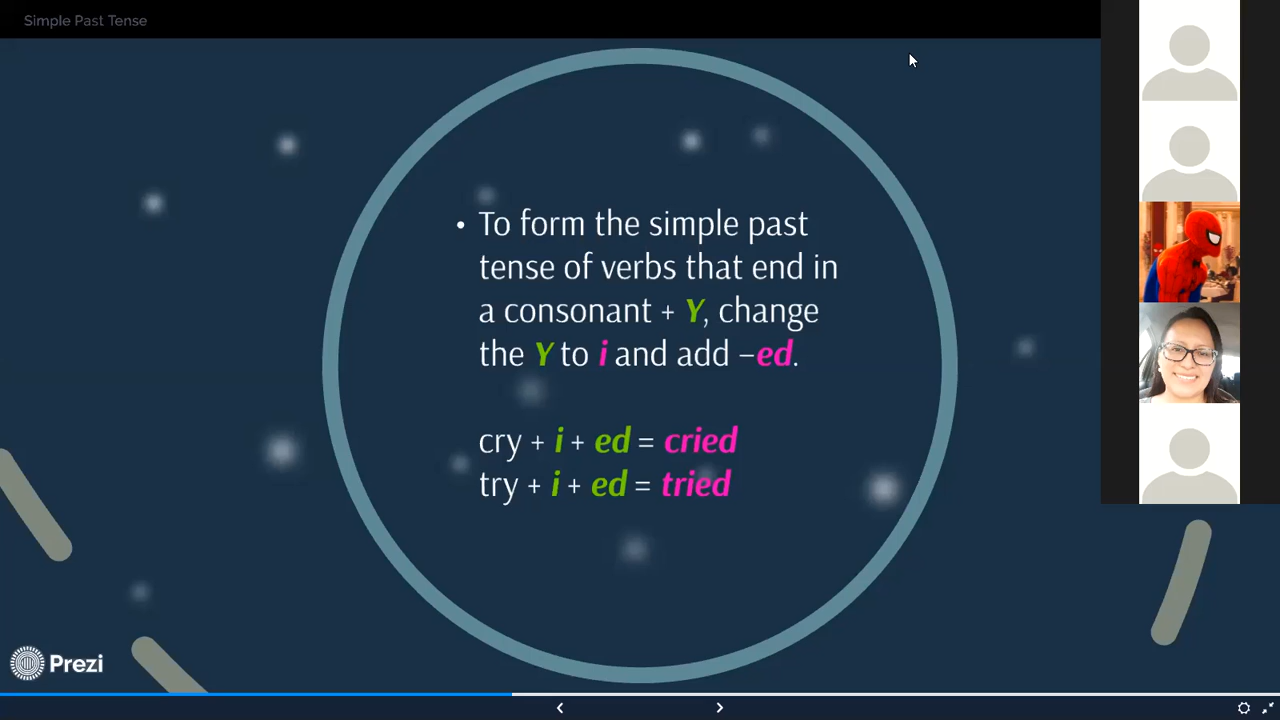 Simple Past Tense
• To form the simple past
tense of verbs that end in
a consonant + Y, change
the Y to i and add –ed.
cry + i + ed = cried
try + i + ed = tried
Prezi